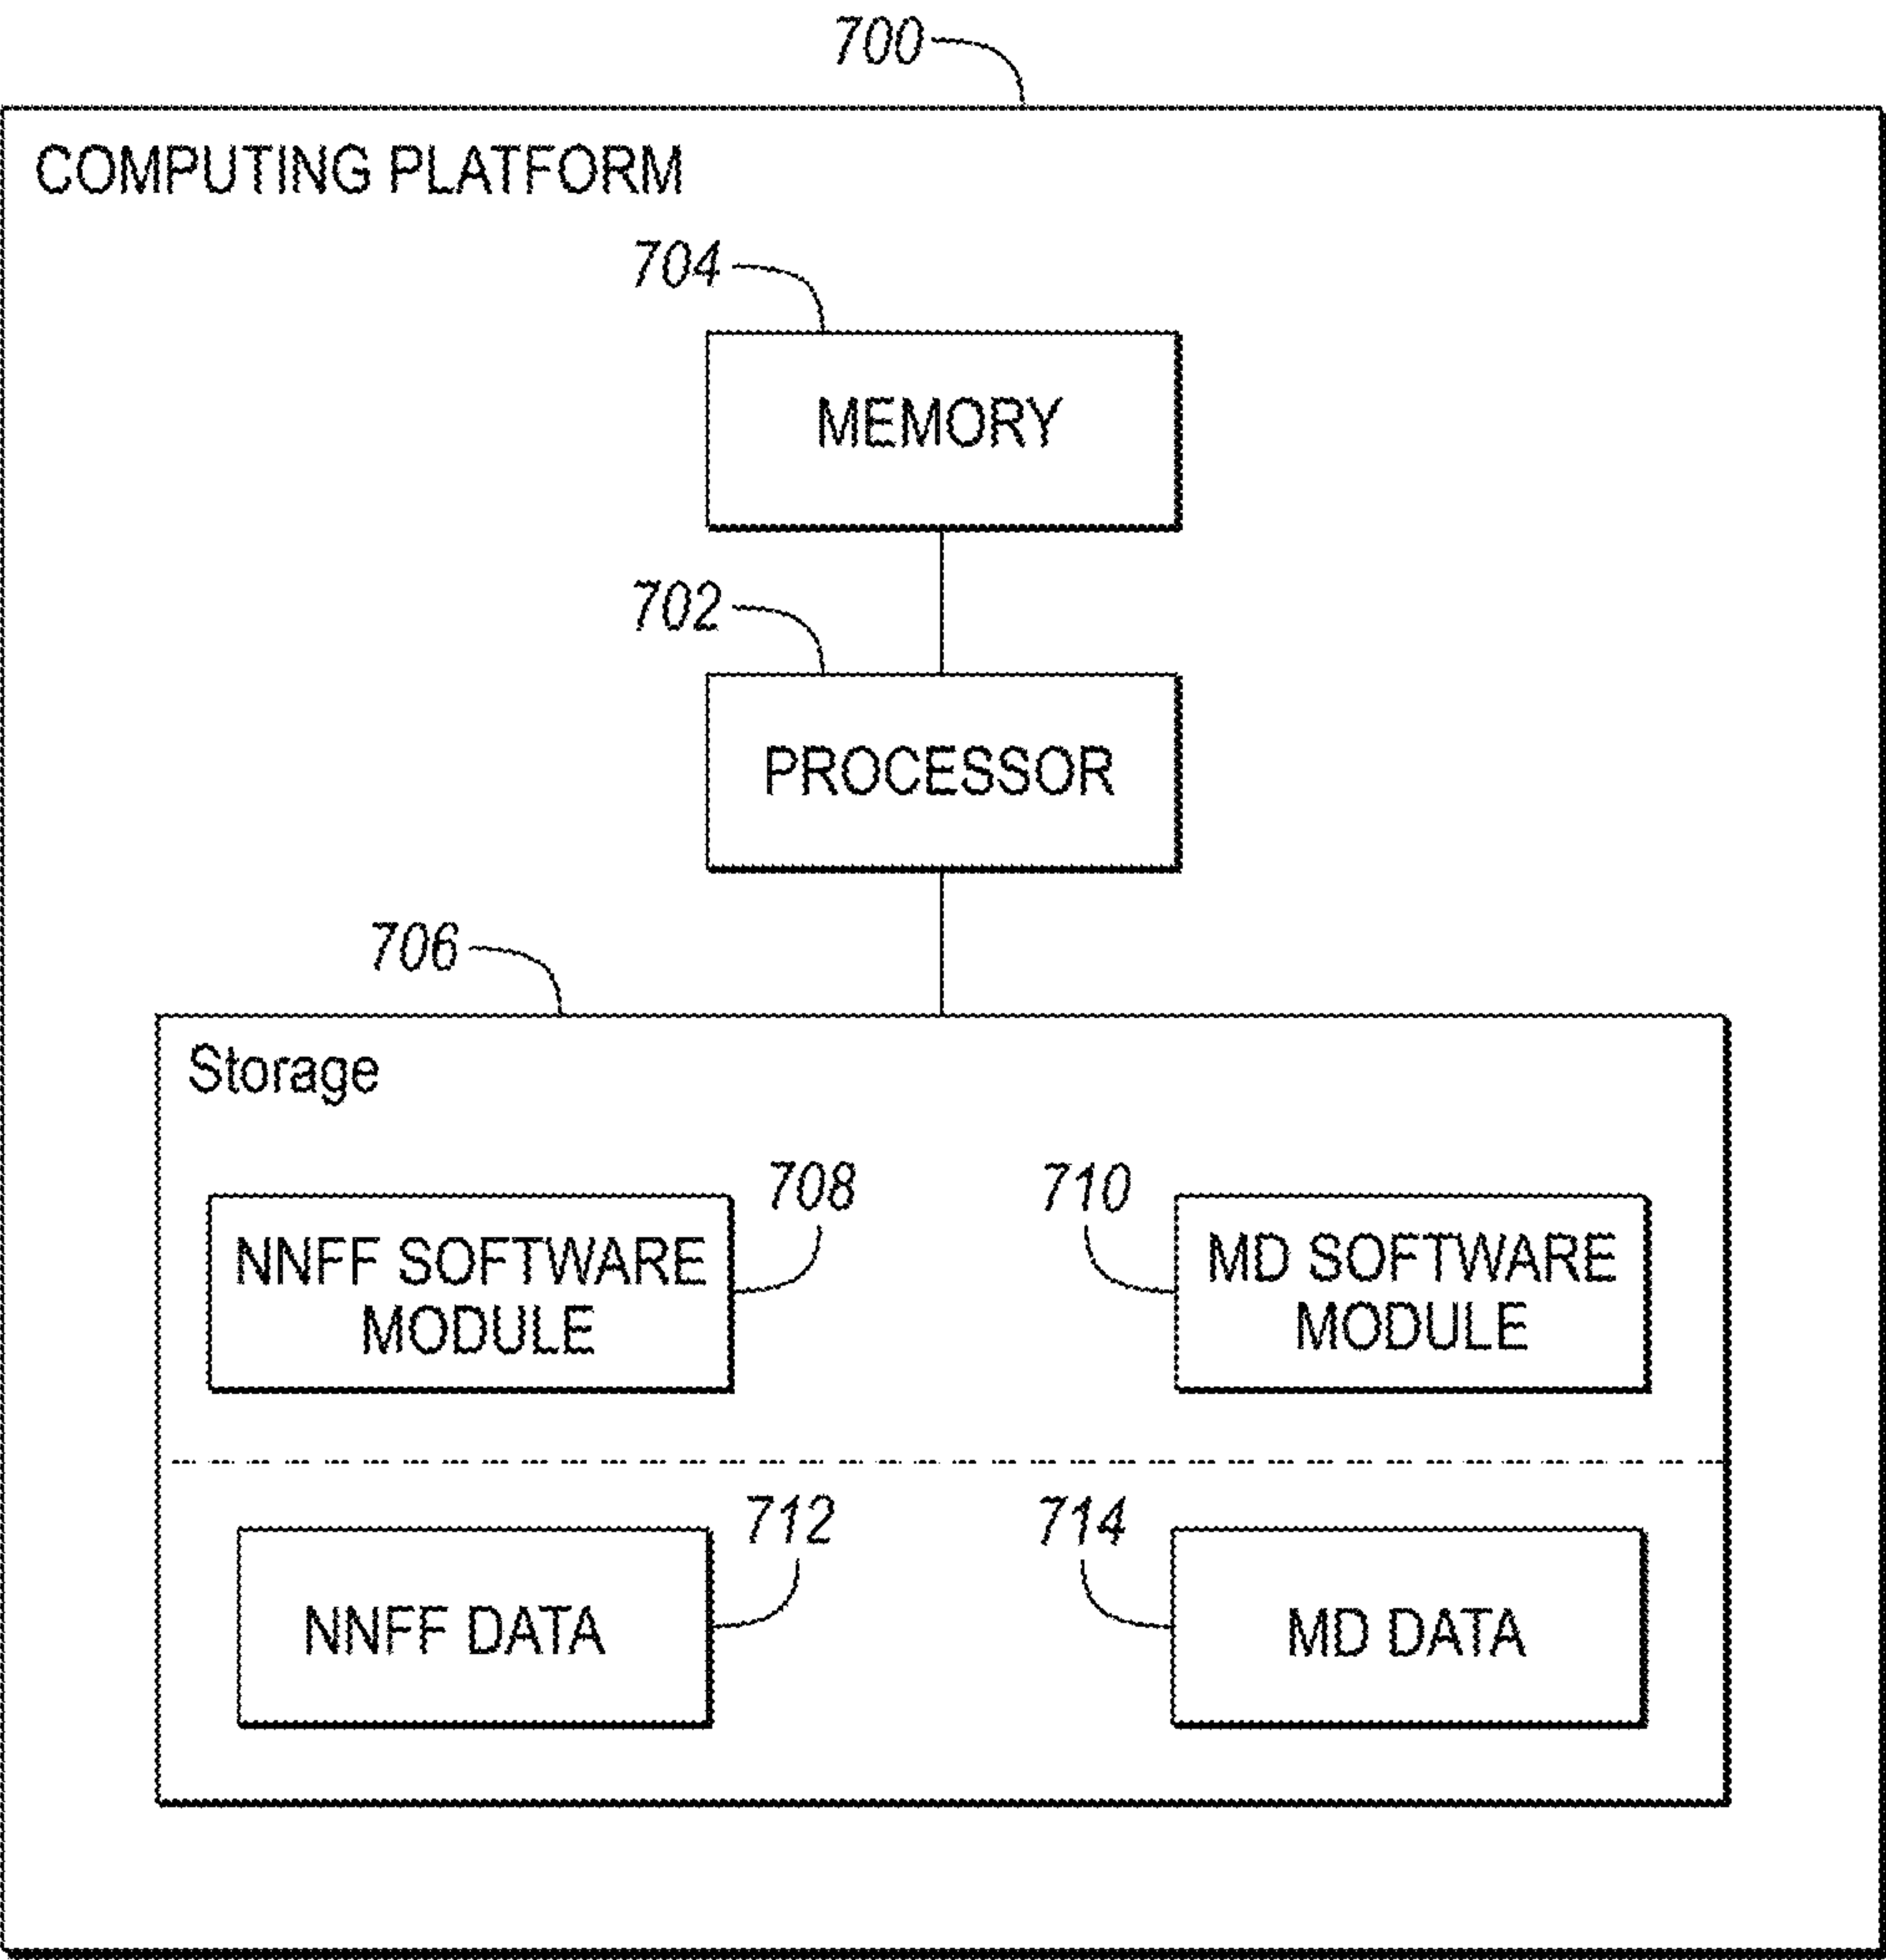 700
COMPUTING PLATFORM
704
MEMORY
702
PROCESSOR
706
Storage
708
NNFF SOFTWARE
MODULE
710
MD SOFTWARE
MODULE
712
NNFF DATA
714
MD DATA